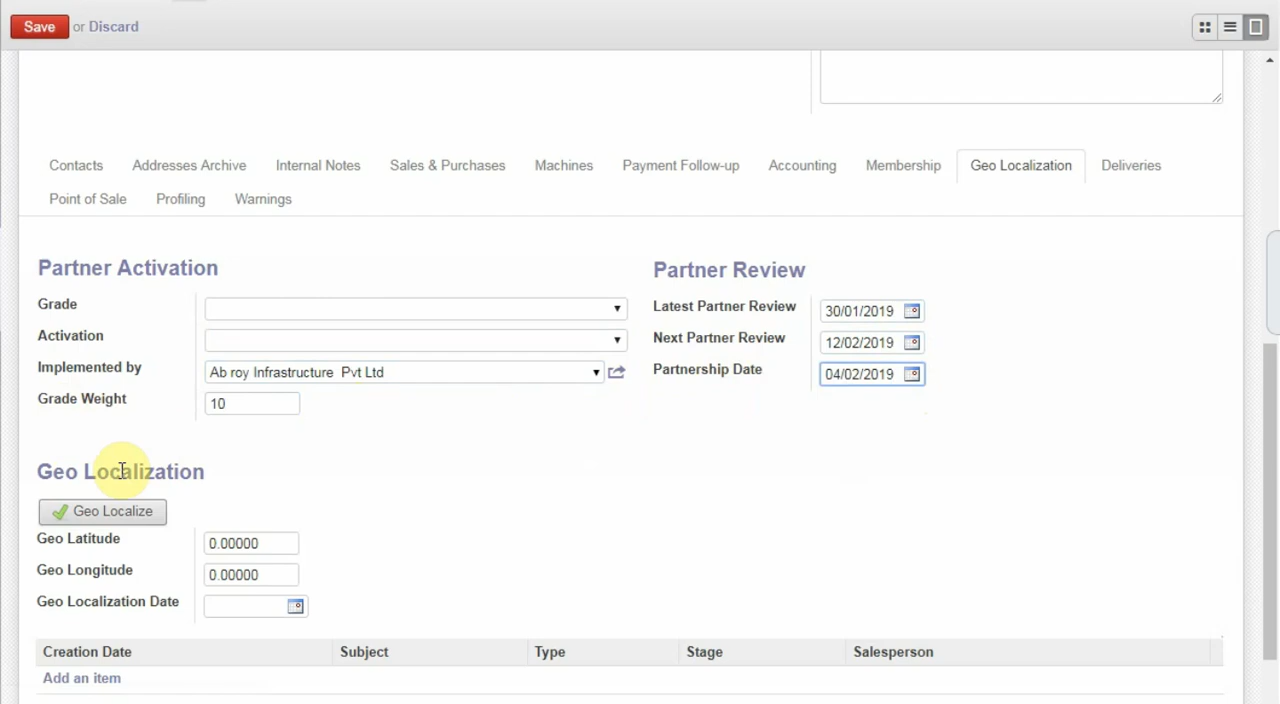 Save or Discard
Contacts Addresses Archive Internal Notes Sales & Purchases Machines Payment Follow-up Accounting Membership Geo Localization Deliveries
Point of Sale Profiling Warnings
Partner Activation
Grade
Activation
Implemented by Ab roy Infrastructure Pvt Ltd
Grade Weight 10
Partner Review
Latest Partner Review 30/01/2019
Next Partner Review 12/02/2019
Partnership Date 04/02/2019
Geo Localization
Geo Localize
Geo Latitude 0.00000
Geo Longitude 0.00000
Geo Localization Date
Creation Date Subject Type Stage Salesperson
Add an item